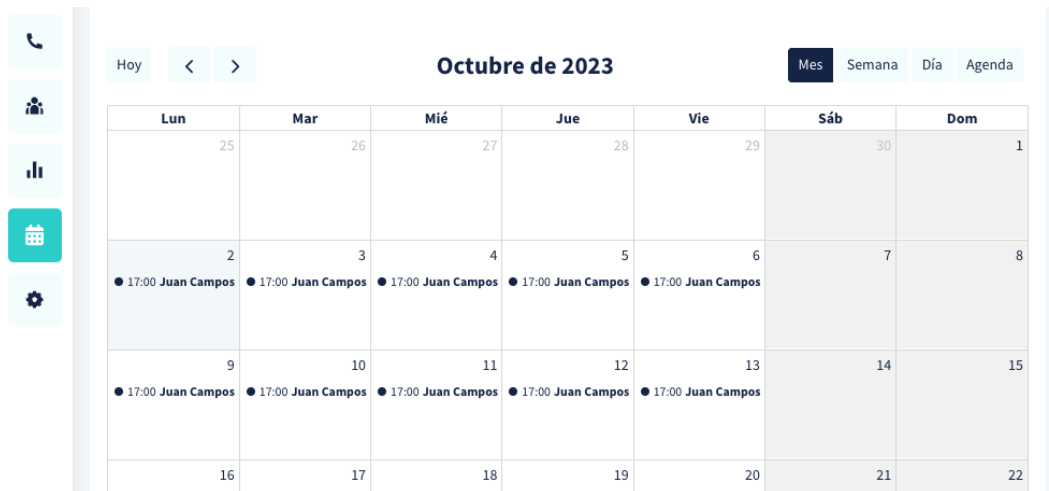 Hoy Octubre de 2023 Mes Semana Día Agenda
Lun Mar Mié Jue Vie Sáb Dom
25 26 27 28 29 30 1
2 3 4 5 6 7 8
17:00 Juan Campos 17:00 Juan Campos 17:00 Juan Campos 17:00 Juan Campos 17:00 Juan Campos
9 10 11 12 13 14 15
17:00 Juan Campos 17:00 Juan Campos 17:00 Juan Campos 17:00 Juan Campos 17:00 Juan Campos
16 17 18 19 20 21 22